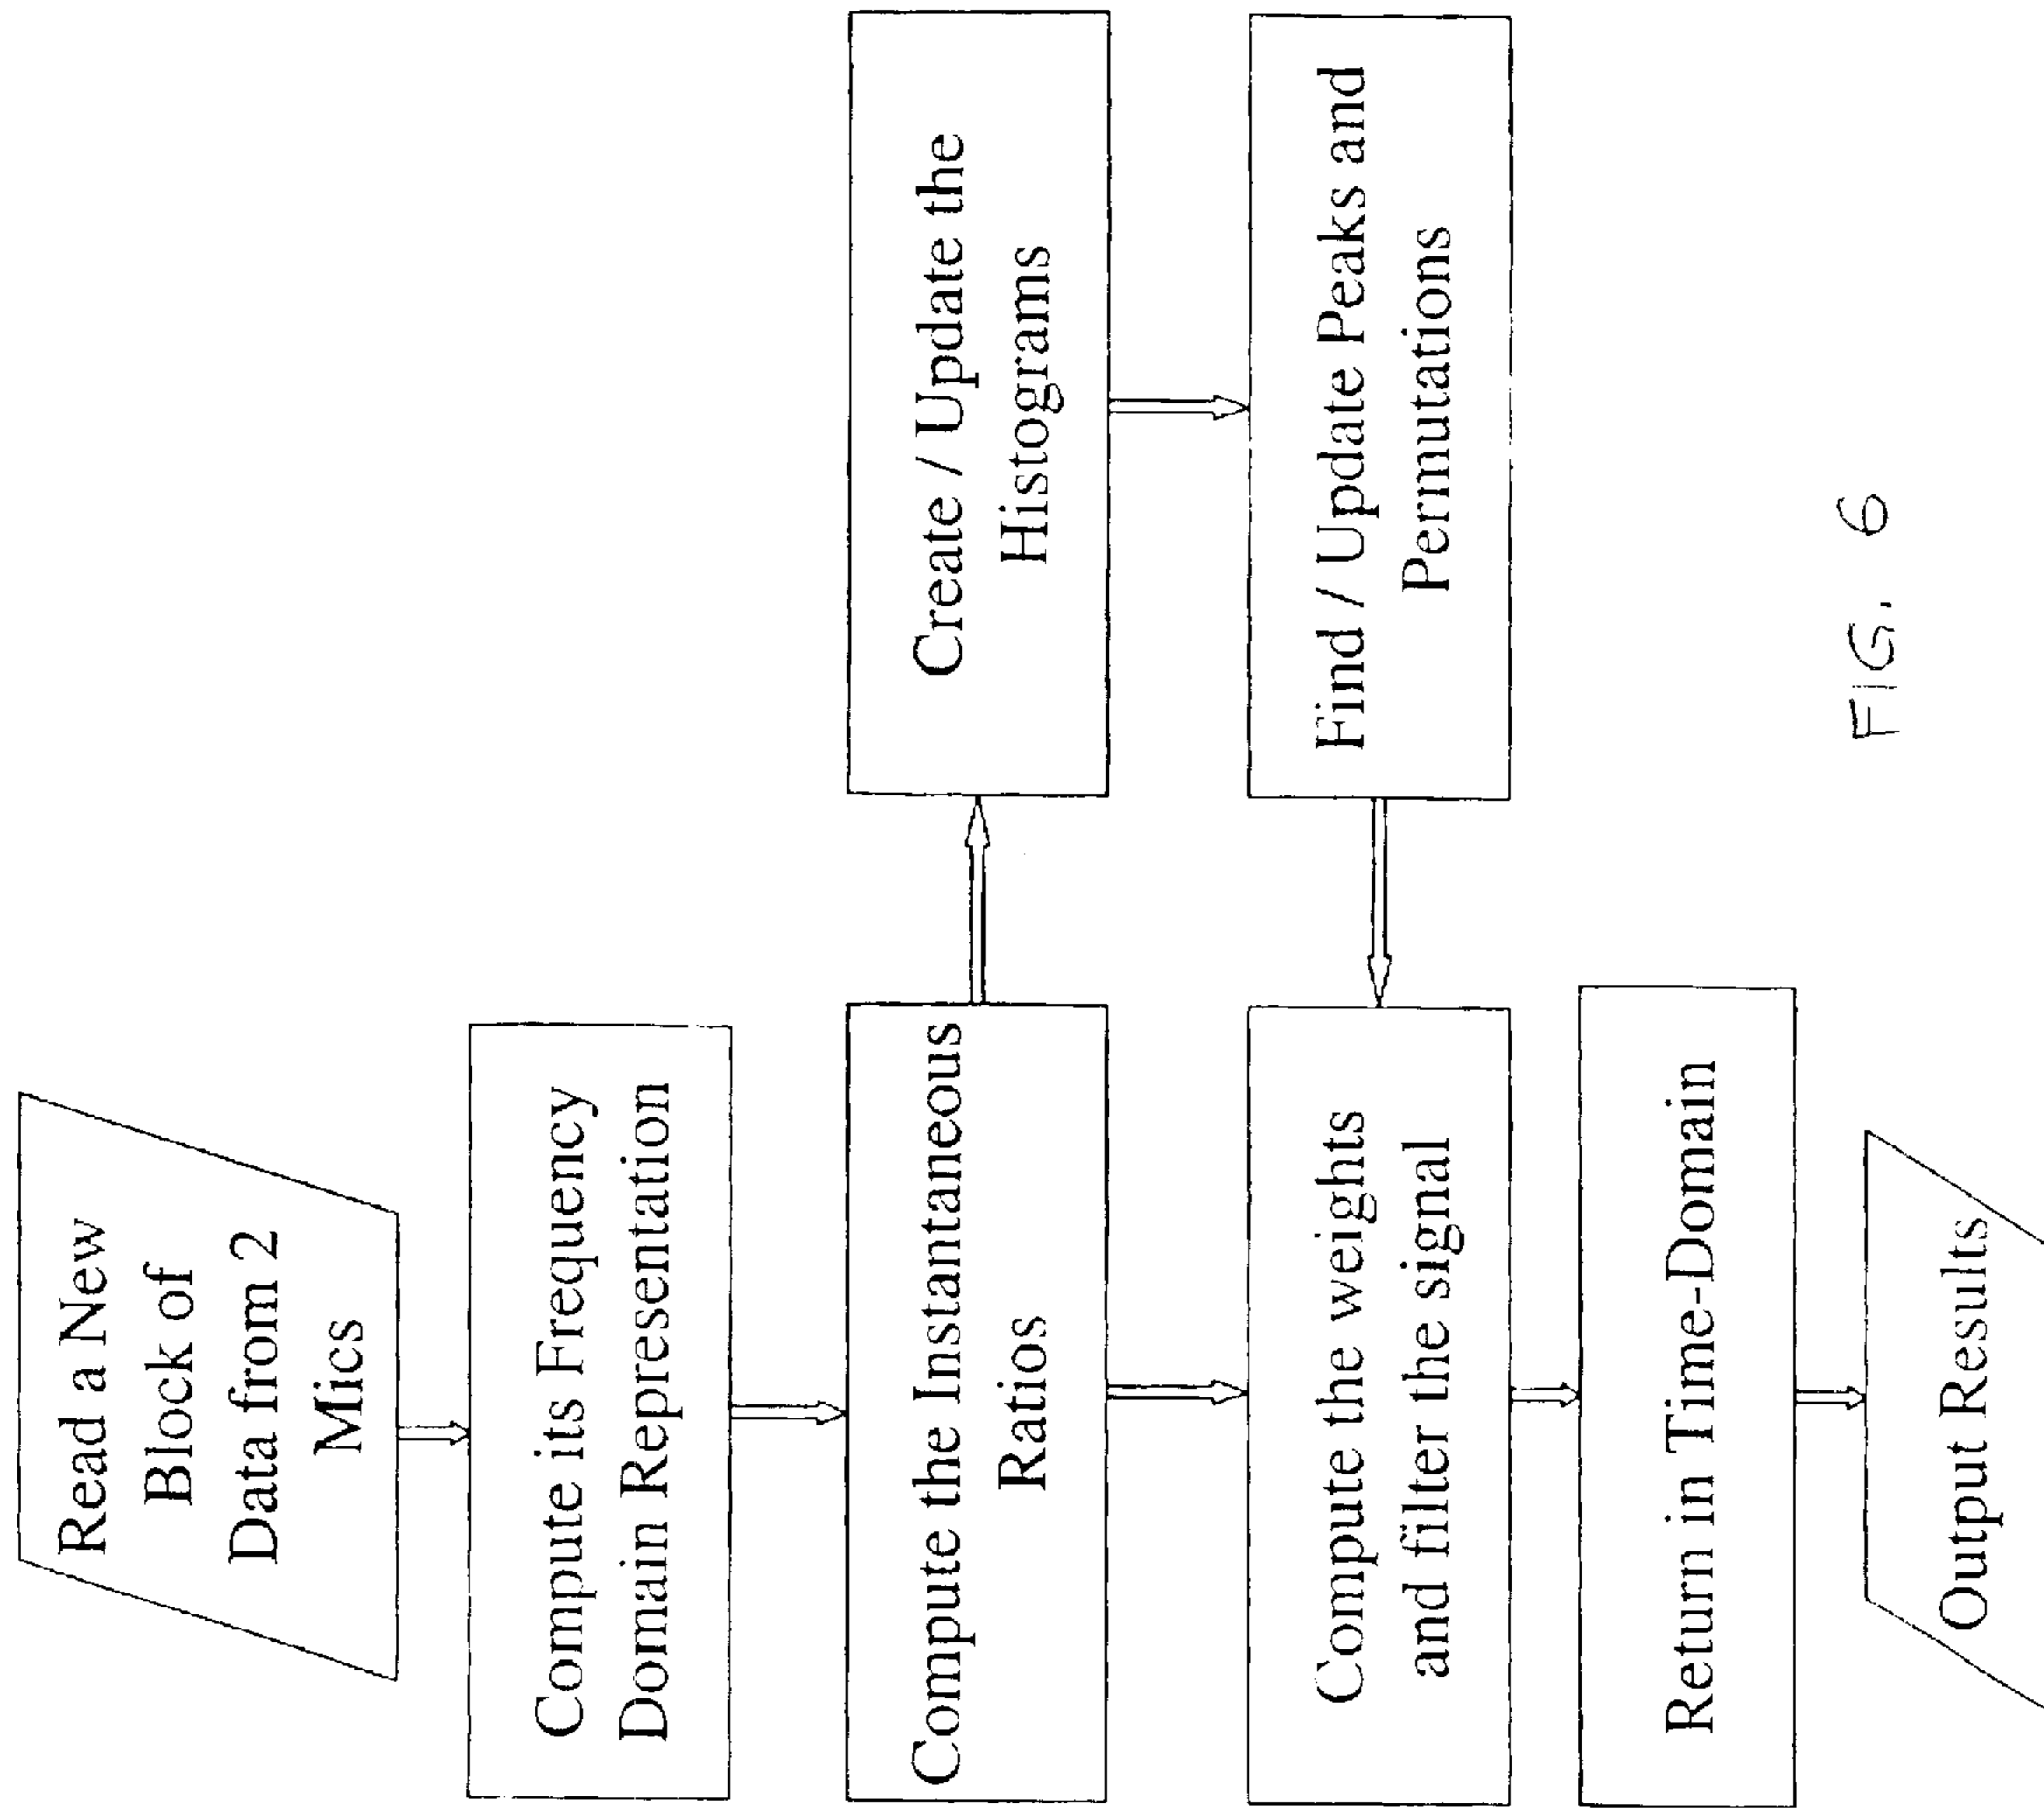 Read a New
Block of
Data from 2
Mics
Compute its Frequency
Domain Representation
Compute the Instantaneous
Ratios
Create / Update the
Histograms
Find / Update Peaks and
Permutations
Compute the weights
and filter the signal
Return in Time-Domain
Output Results
FIG. 6